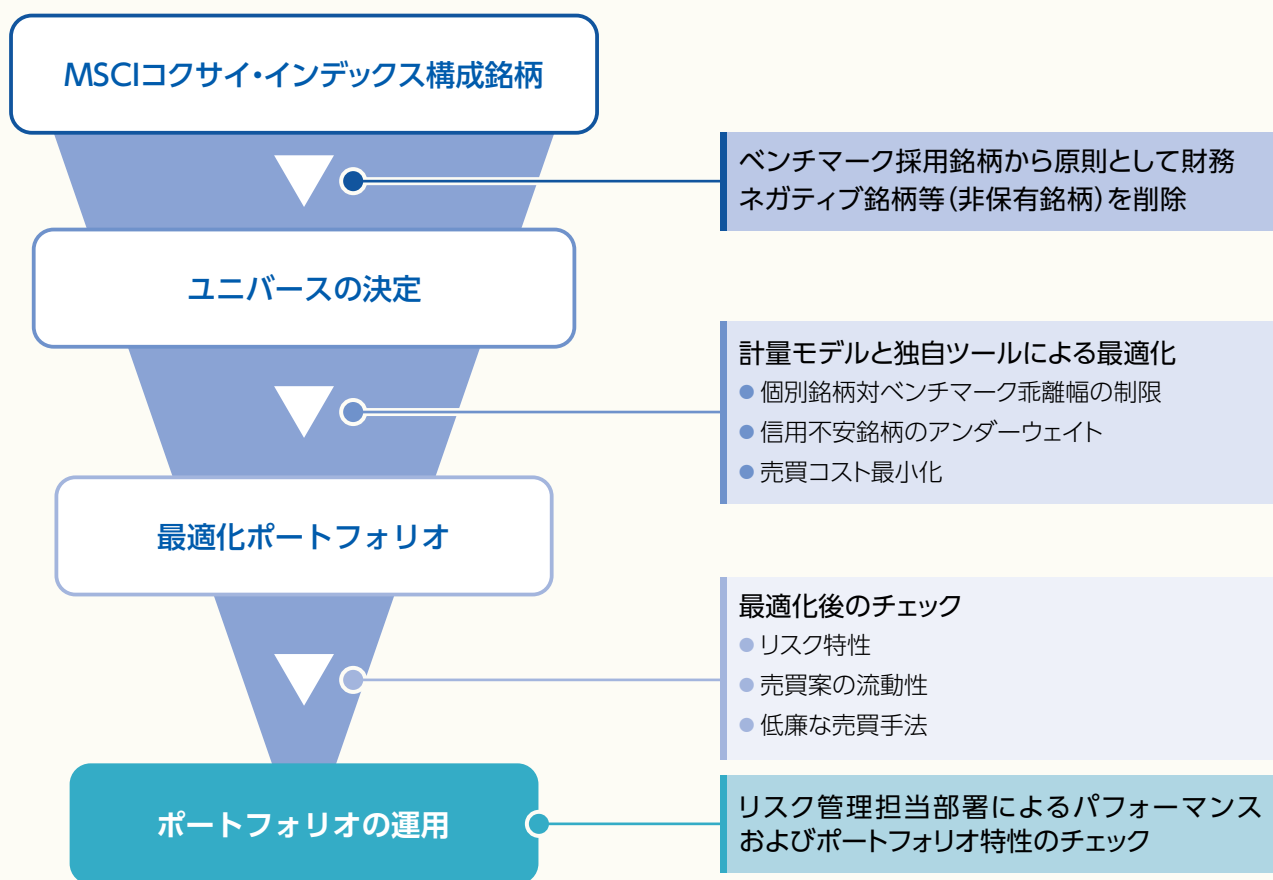 MSCIコクサイ・インデックス構成銘柄
ベンチマーク採用銘柄から原則として財務
ネガティブ銘柄等(非保有銘柄)を削除
ユニバースの決定
計量モデルと独自ツールによる最適化
● 個別銘柄対ベンチマーク乖離幅の制限
● 信用不安銘柄のアンダーウェイト
● 売買コスト最小化
最適化ポートフォリオ
最適化後のチェック
● リスク特性
● 売買案の流動性
● 低廉な売買手法
ポートフォリオの運用
リスク管理担当部署によるパフォーマンス
およびポートフォリオ特性のチェック